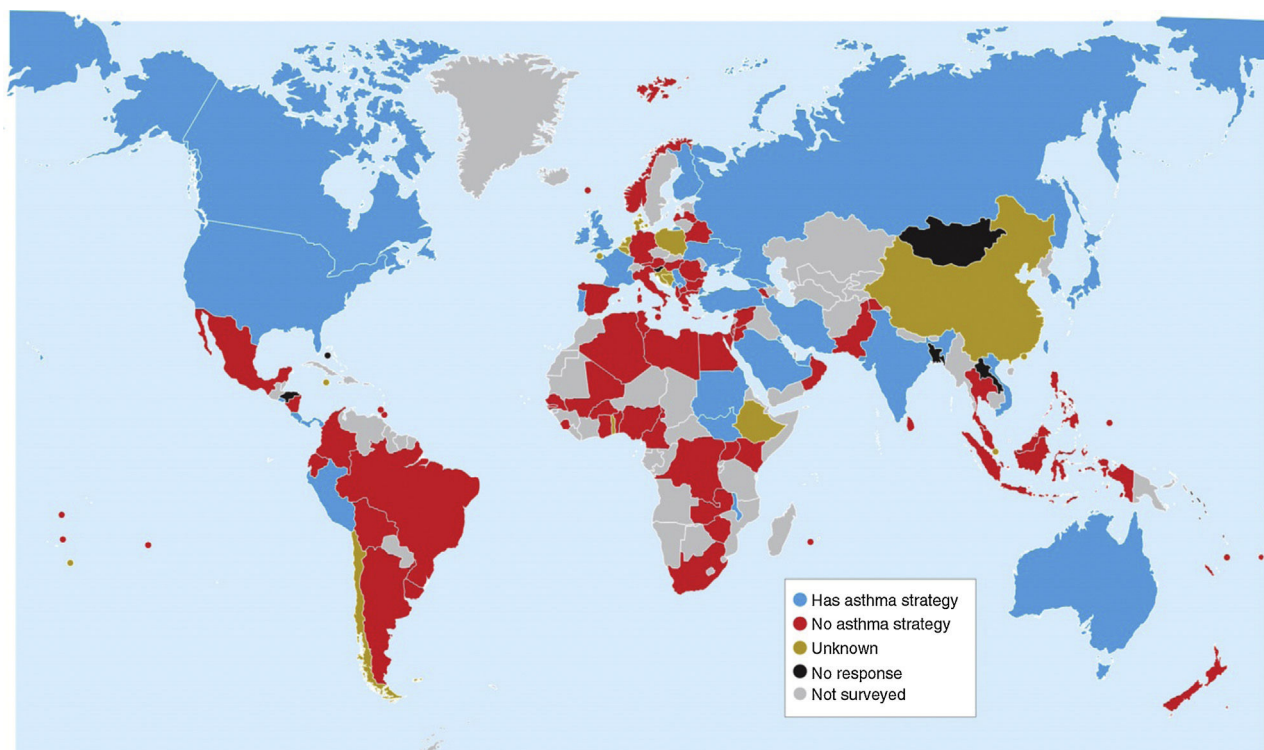 Has asthma strategy
No asthma strategy
Unknown
No response
Not surveyed